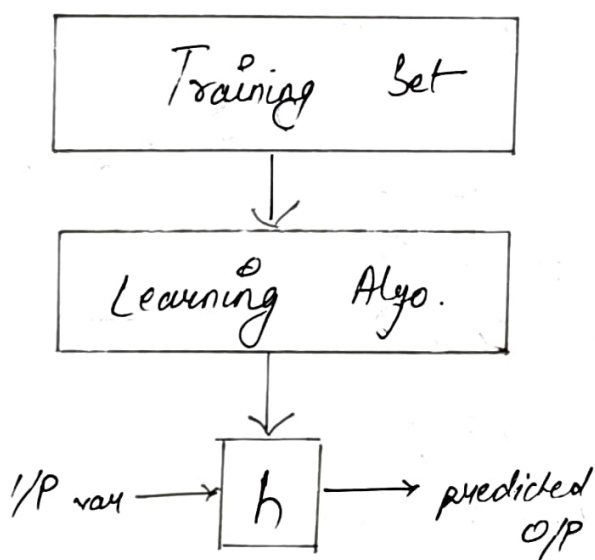 Training Set
Learning Algo.
I/P var
h
predicted
O/P